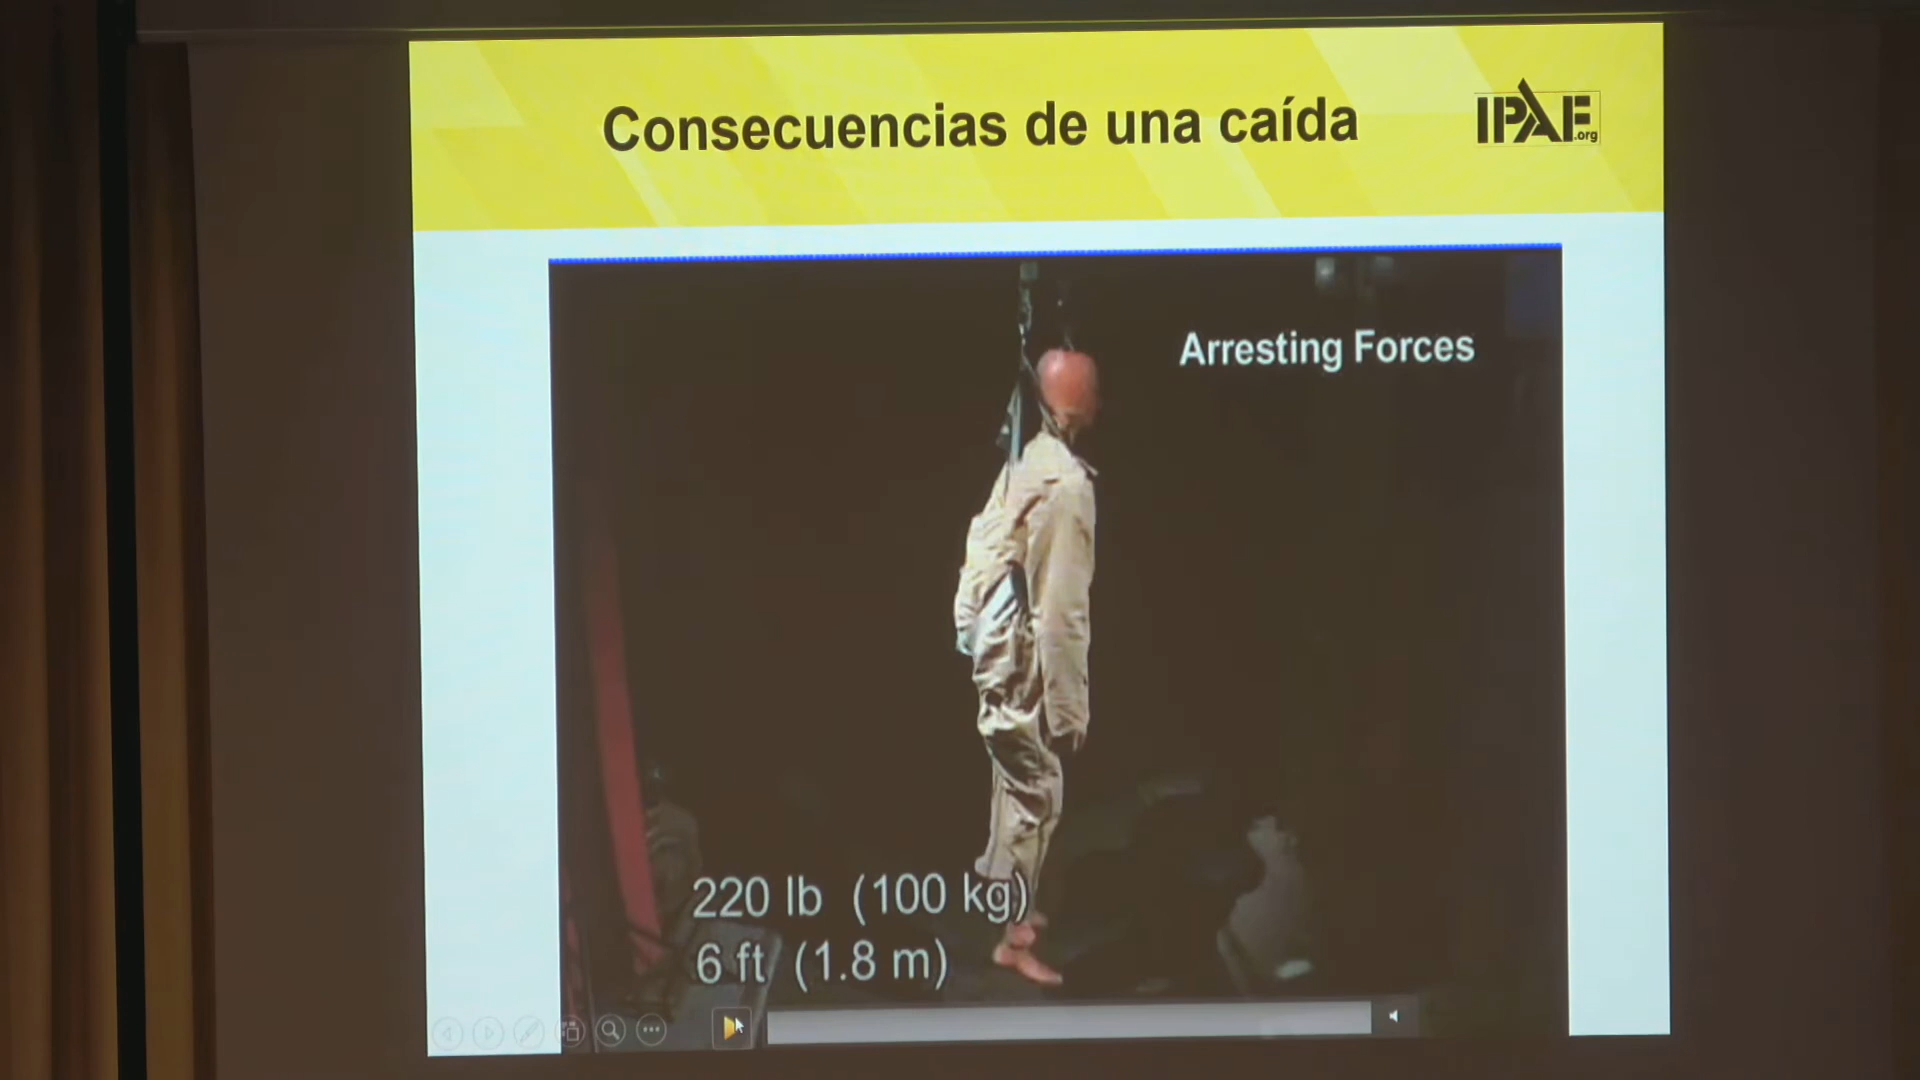 Consecuencias de una caída
IPAF
.org
Arresting Forces
220 lb (100 kg)
6 ft (1.8 m)